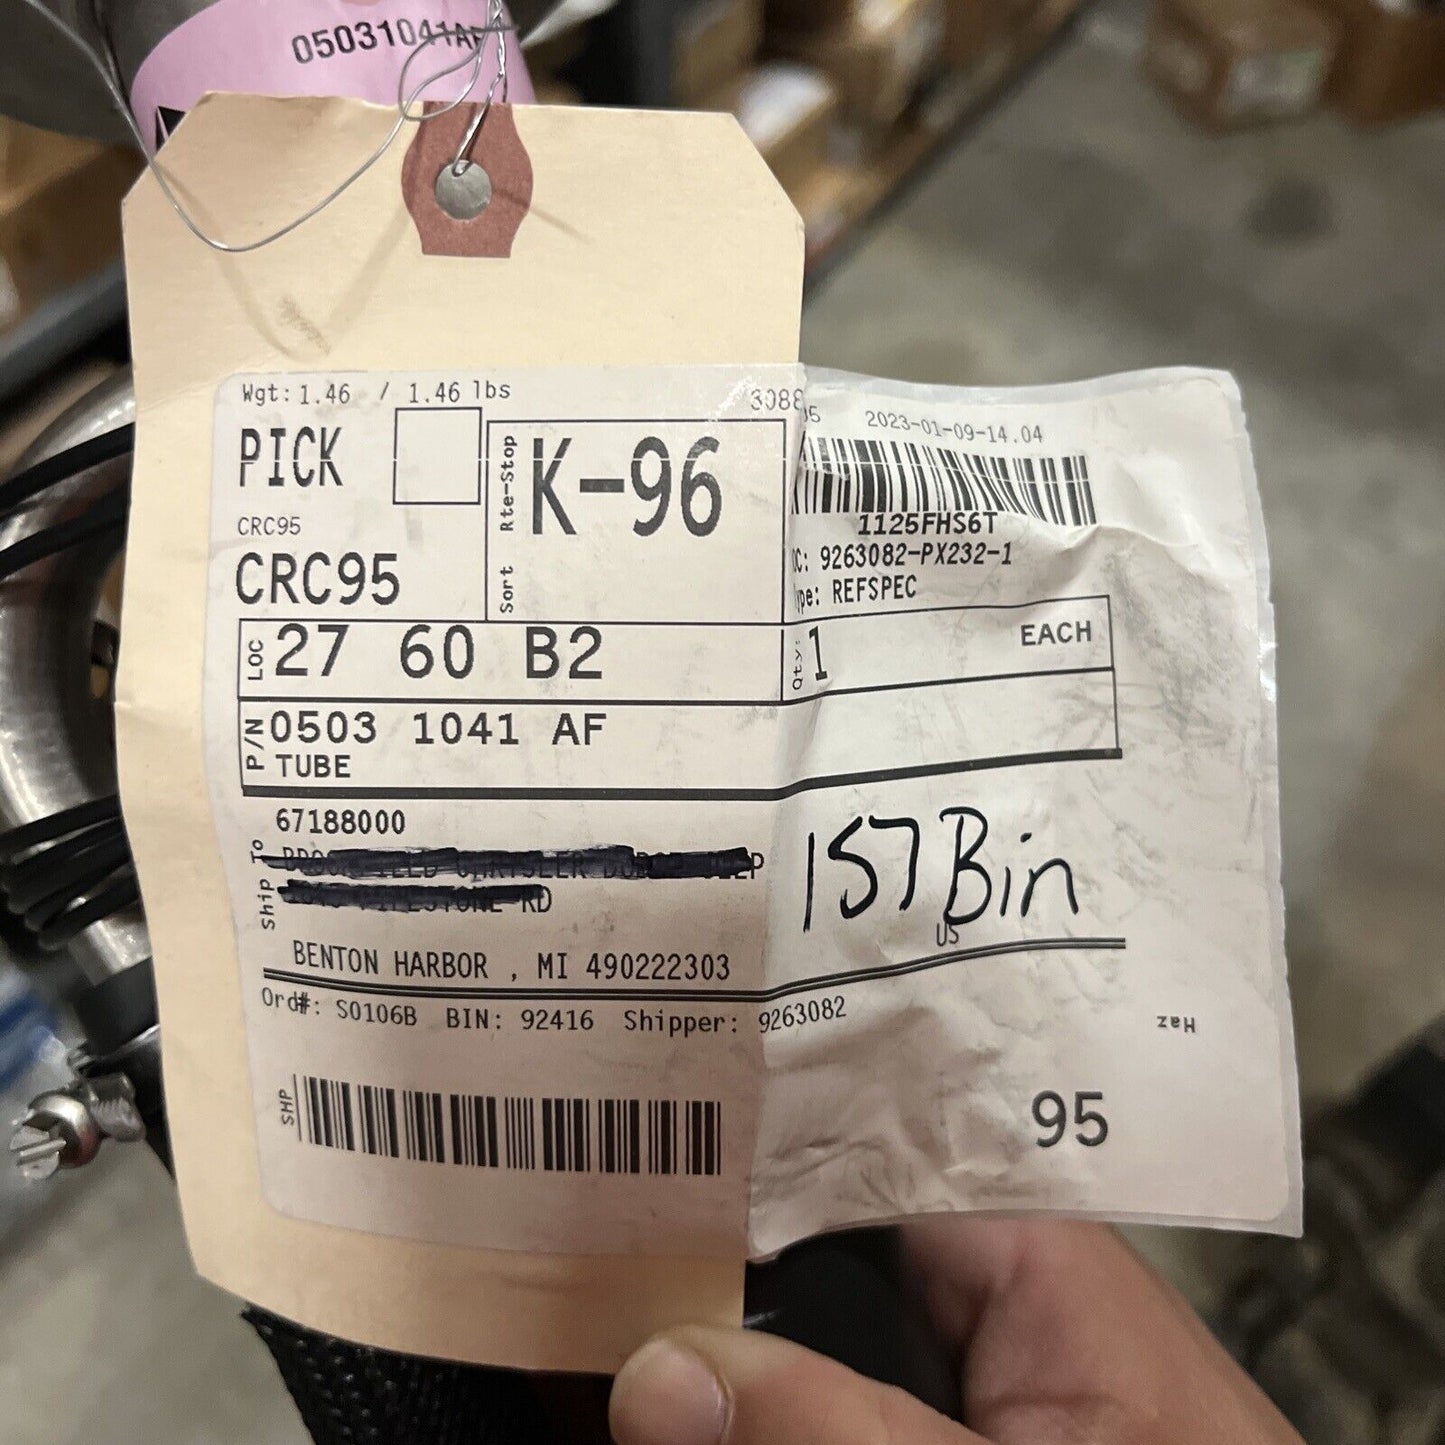 05031041AF
Wgt: 1.46 / 1.46 lbs
2023-01-09-14.04
PICK
Sort Rte-Stop
K-96
1125FHS6T
CRC95
9263082-PX232-1
CRC95
REFSPEC
LOC 27 60 B2
Qty: 1 EACH
P/N 0503 1041 AF
TUBE
Ship To 67188000
RD
157 Bin
US
BENTON HARBOR , MI 490222303
Ord#: S0106B BIN: 92416 Shipper: 9263082
Haz
SHP
95